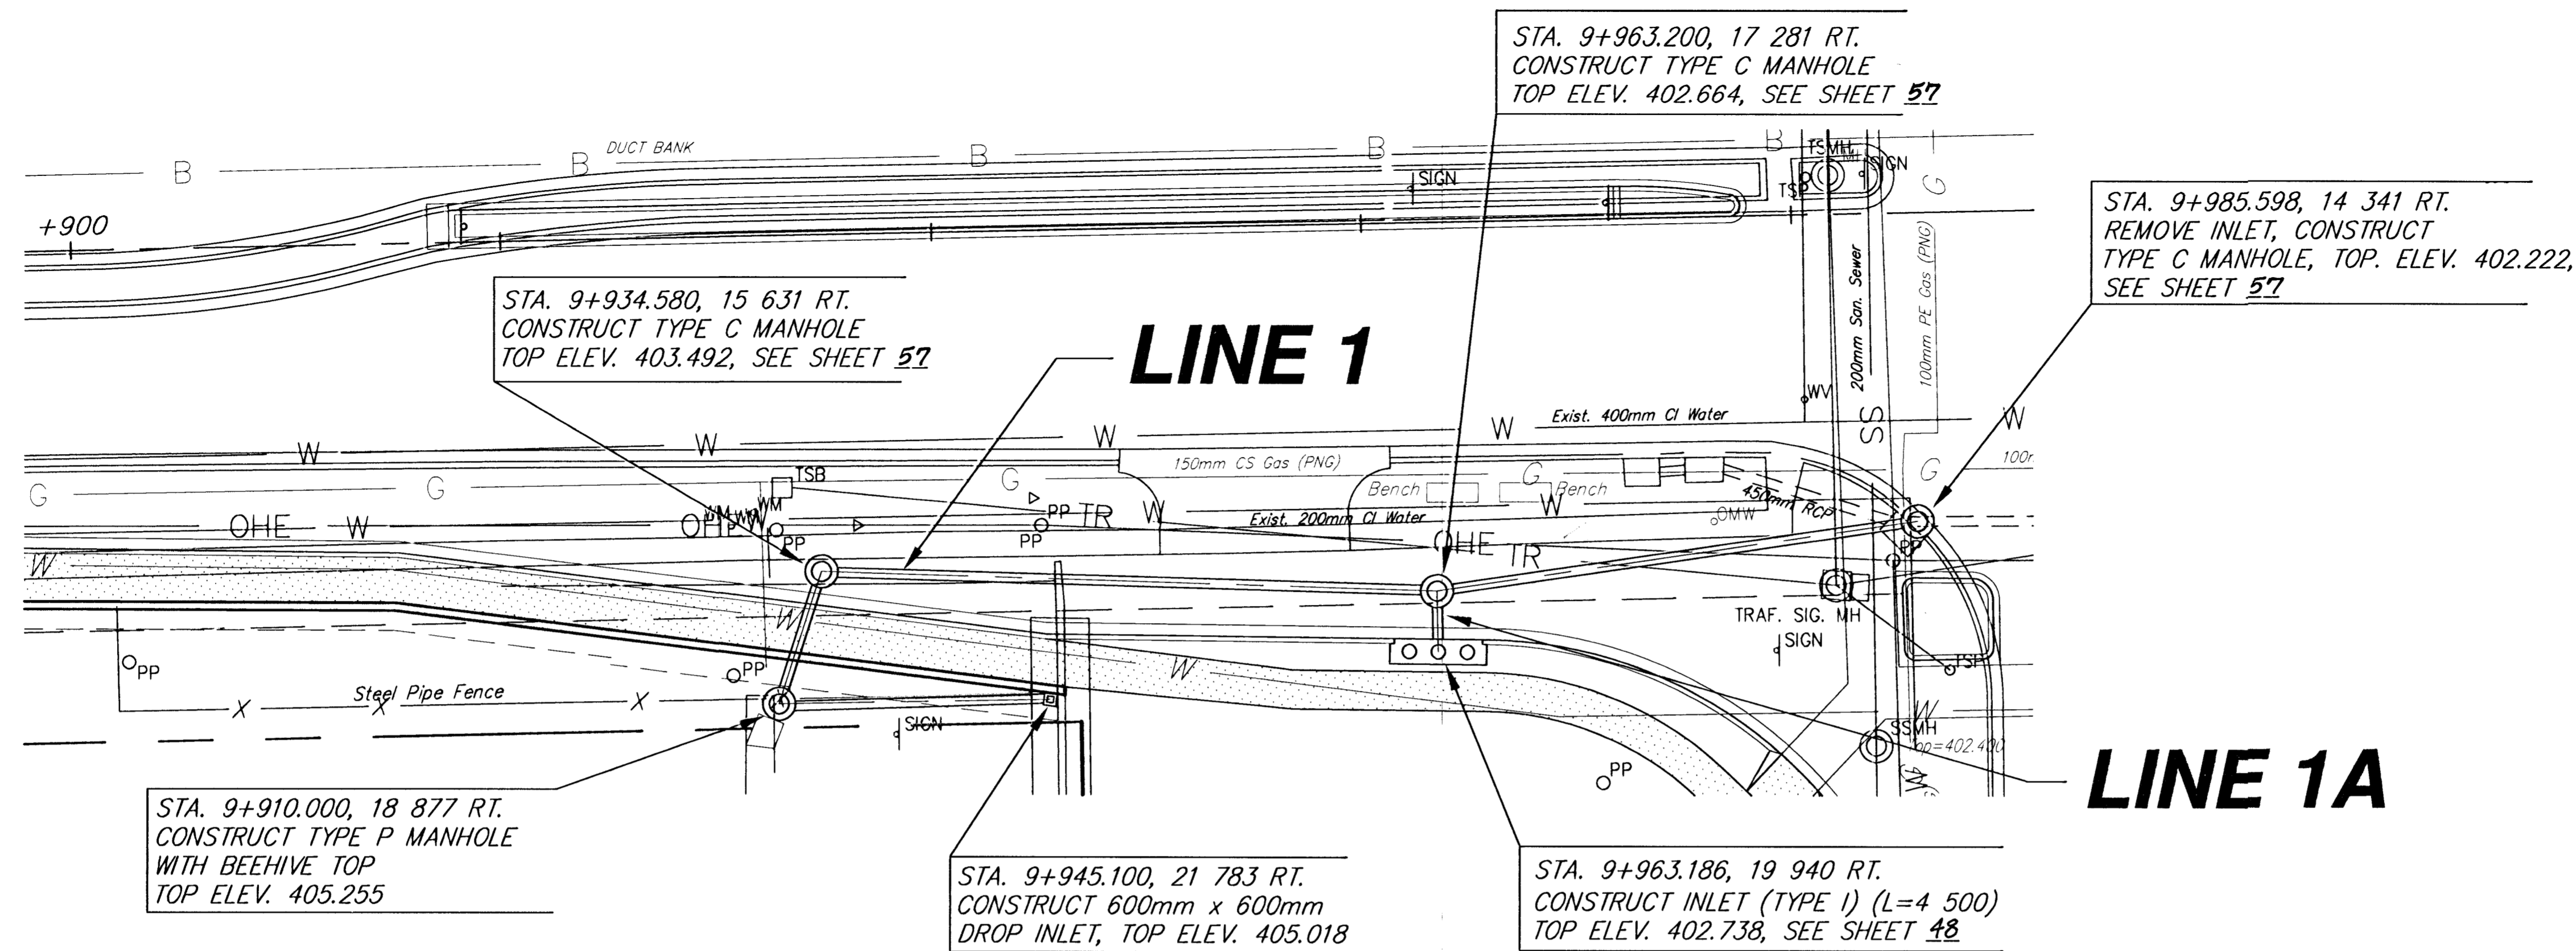 STA. 9+963.200, 17 281 RT.
CONSTRUCT TYPE C MANHOLE
TOP ELEV. 402.664, SEE SHEET 57
B
DUCT BANK
B
B
B
B
TSMH
SIGN
SIGN
TSP
G
+900
STA. 9+985.598, 14 341 RT.
REMOVE INLET, CONSTRUCT
TYPE C MANHOLE, TOP. ELEV. 402.222,
SEE SHEET 57
200mm San. Sewer
100mm PE Gas (PNG)
STA. 9+934.580, 15 631 RT.
CONSTRUCT TYPE C MANHOLE
TOP ELEV. 403.492, SEE SHEET 57
LINE 1
WV
SS
Exist. 400mm CI Water
W
W
W
W
W
150mm CS Gas (PNG)
G
G
G
G
G
TSB
Bench
Bench
450mm RCP
OHE
W
WM
PP
TR
W
Exist. 200mm CI Water
W
OMW
PP
PP
OHE
TR
PP
W
W
TRAF. SIG. MH
SIGN
TSP
PP
PP
W
Steel Pipe Fence
X
X
X
SIGN
W
SSMH
PP
LINE 1A
STA. 9+910.000, 18 877 RT.
CONSTRUCT TYPE P MANHOLE
WITH BEEHIVE TOP
TOP ELEV. 405.255
STA. 9+945.100, 21 783 RT.
CONSTRUCT 600mm x 600mm
DROP INLET, TOP ELEV. 405.018
STA. 9+963.186, 19 940 RT.
CONSTRUCT INLET (TYPE I) (L=4 500)
TOP ELEV. 402.738, SEE SHEET 48